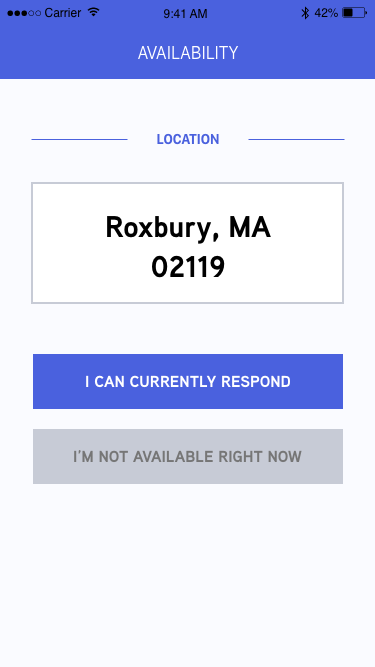 Carrier 9:41 AM 42%
AVAILABILITY
LOCATION
Roxbury, MA
02119
I CAN CURRENTLY RESPOND
I'M NOT AVAILABLE RIGHT NOW